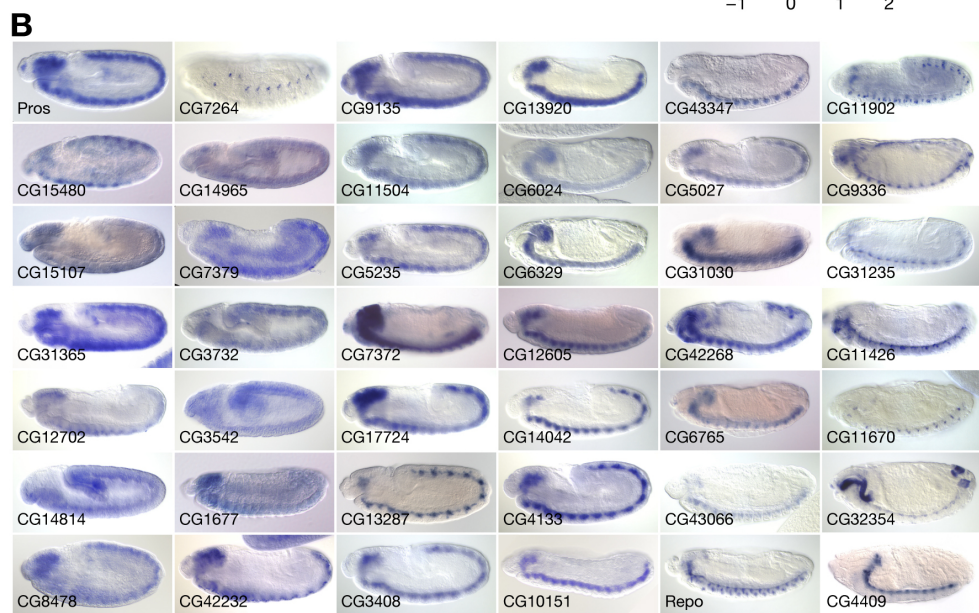 −1 0 1 2
B
Pros CG7264 CG9135 CG13920 CG43347 CG11902
CG15480 CG14965 CG11504 CG6024 CG5027 CG9336
CG15107 CG7379 CG5235 CG6329 CG31030 CG31235
CG31365 CG3732 CG7372 CG12605 CG42268 CG11426
CG12702 CG3542 CG17724 CG14042 CG6765 CG11670
CG14814 CG1677 CG13287 CG4133 CG43066 CG32354
CG8478 CG42232 CG3408 CG10151 Repo CG4409